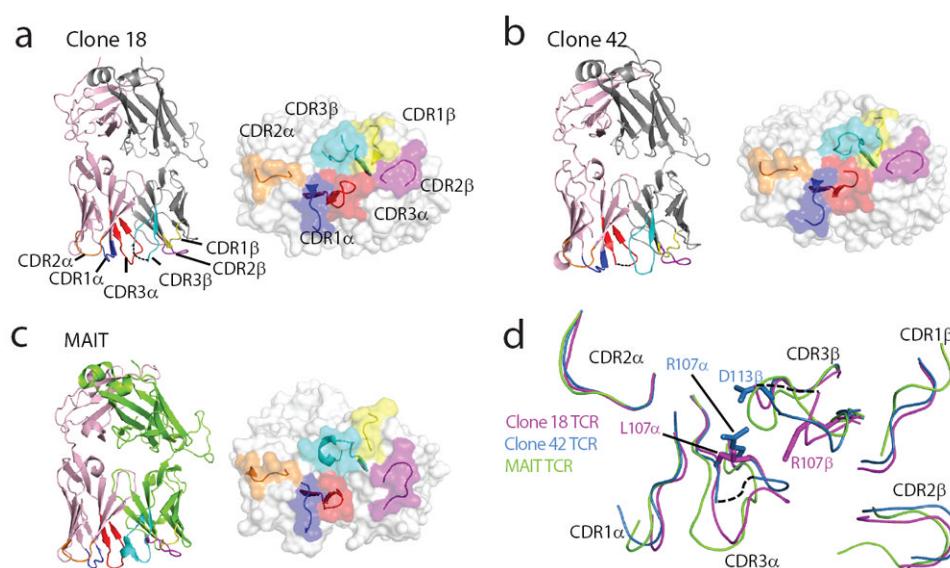 a
Clone 18
CDR2α
CDR3β
CDR1β
CDR2β
CDR3α
CDR1α
CDR2α
CDR1α
CDR3α
CDR3β
CDR2β
CDR1β
b
Clone 42
c
MAIT
d
CDR2α
R107α
D113β
CDR3β
CDR1β
Clone 18 TCR
Clone 42 TCR
MAIT TCR
L107α
R107β
CDR1α
CDR3α
CDR2β